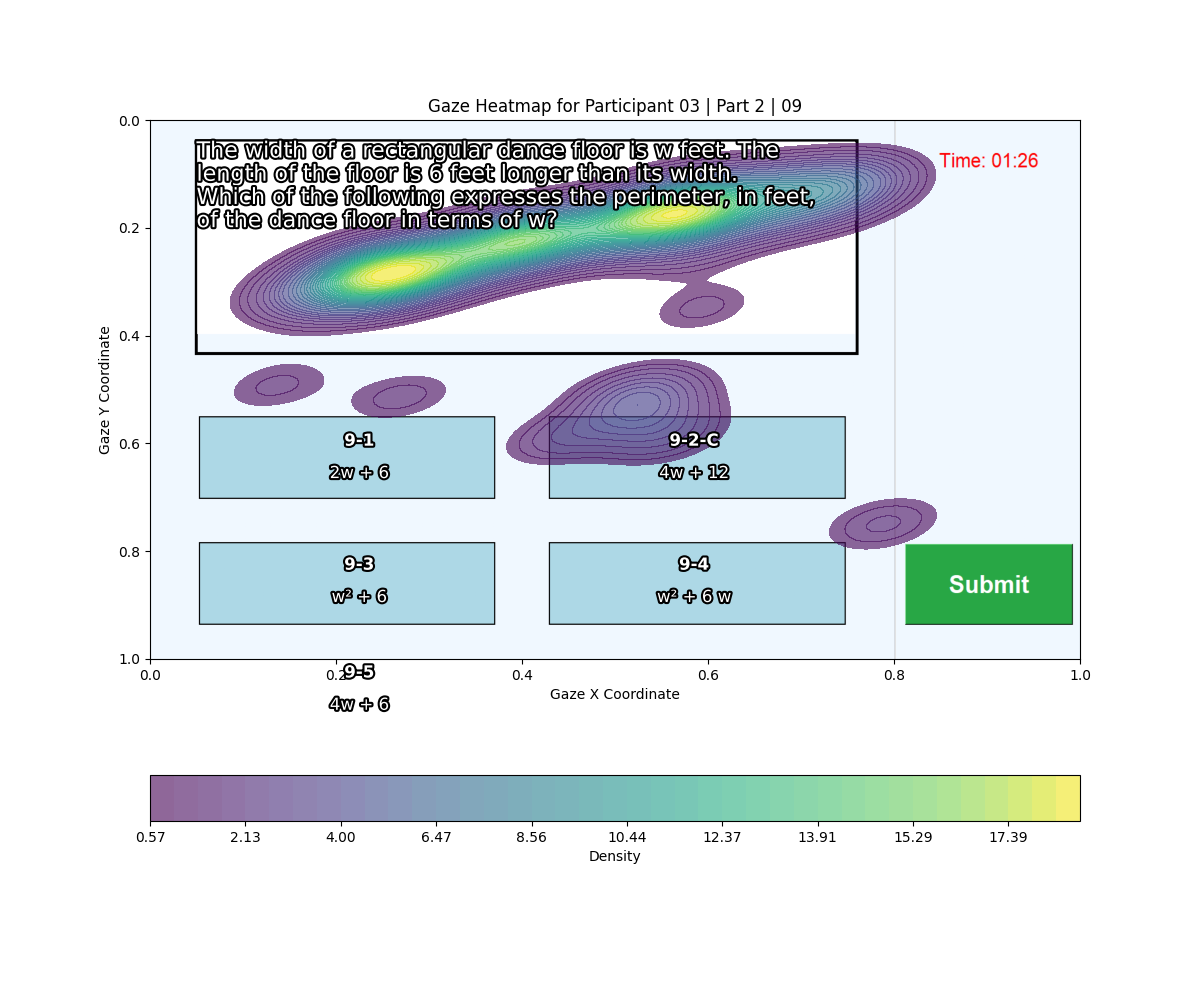 Gaze Heatmap for Participant 03 | Part 2 | 09
0.0
0.2
0.4
0.6
0.8
1.0
Gaze Y Coordinate
The width of a rectangular dance floor is w feet. The
length of the floor is 6 feet longer than its width.
Which of the following expresses the perimeter, in feet,
of the dance floor in terms of w?
Time: 01:26
9-1
2w + 6
9-2-C
4w + 12
9-3
w² + 6
9-4
w² + 6 w
Submit
0.0 0.2 0.4 0.6 0.8 1.0
Gaze X Coordinate
9-5
4w + 6
0.57 2.13 4.00 6.47 8.56 10.44 12.37 13.91 15.29 17.39
Density